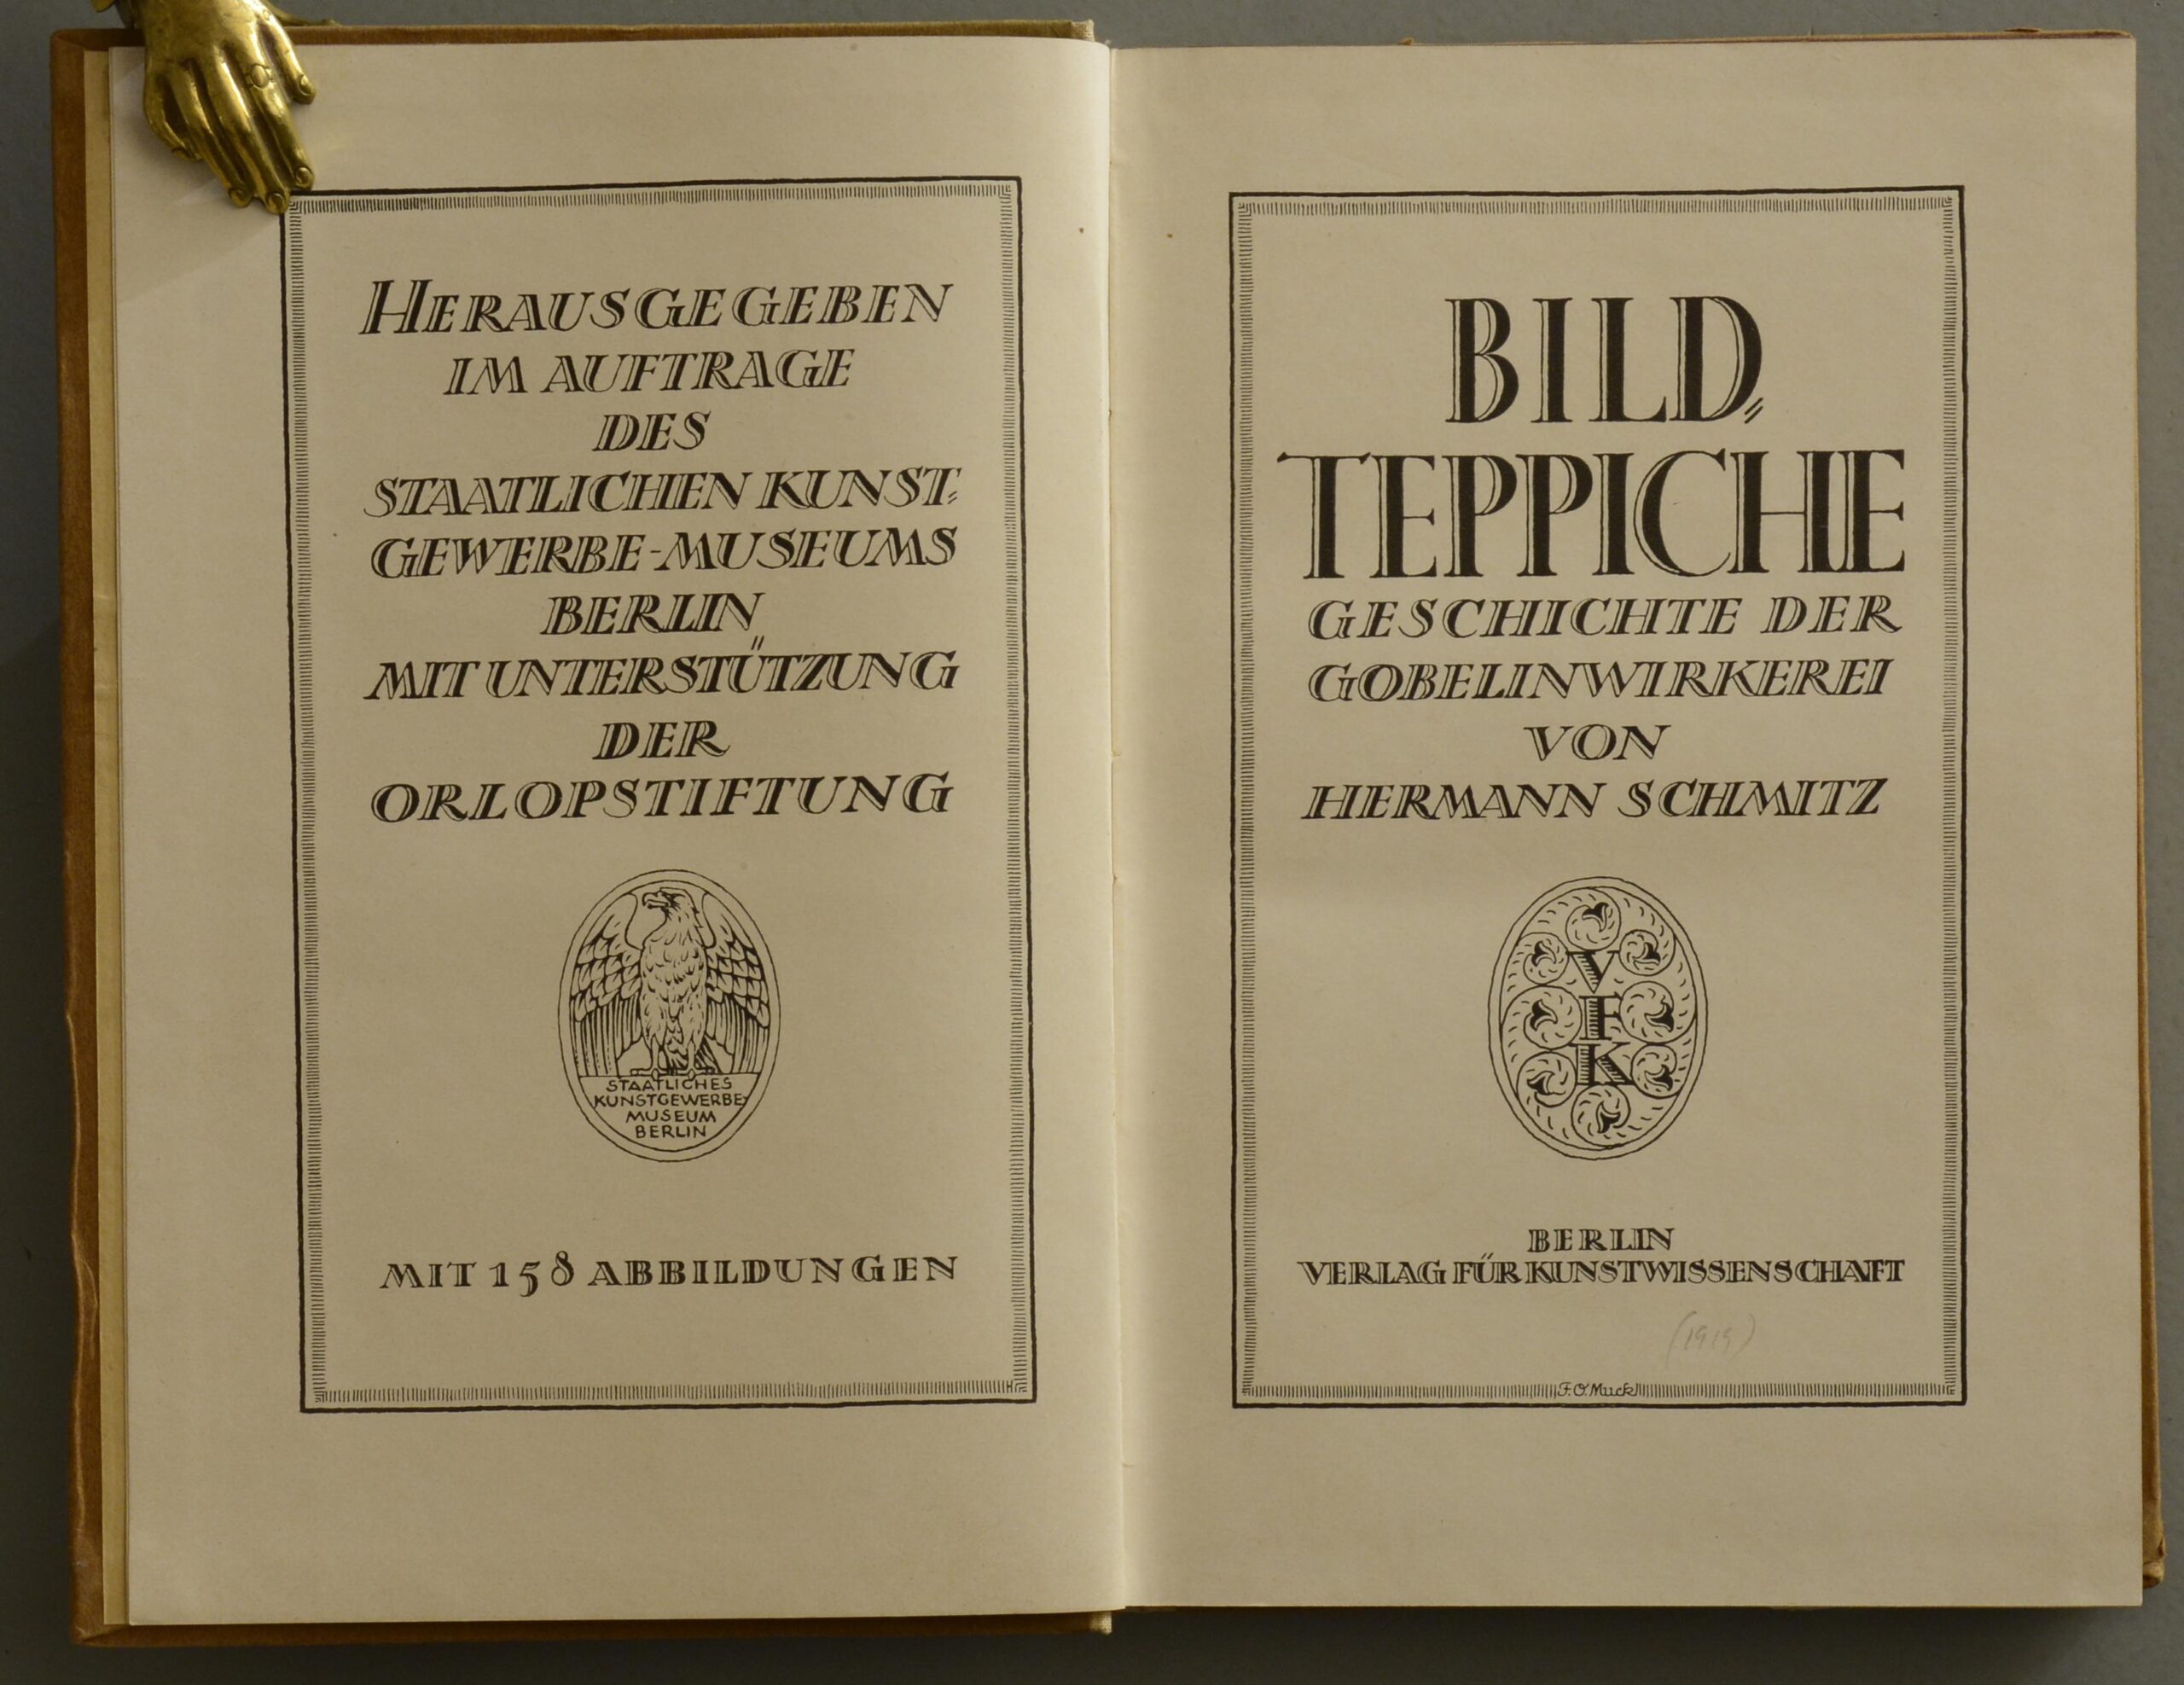 HERAUSGEGEBEN
IM AUFTRAGE
DES
STAATLICHEN KUNST=
GEWERBE-MUSEUMS
BERLIN
MIT UNTERSTÜTZUNG
DER
ORLOPSTIFTUNG
STAATLICHES
KUNSTGEWERBE-
MUSEUM
BERLIN
MIT 158 ABBILDUNGEN
BILD=
TEPPICHE
GESCHICHTE DER
GOBELINWIRKEREI
VON
HERMANN SCHMITZ
V
F
K
BERLIN
VERLAG FÜR KUNSTWISSENSCHAFT
(1919)
F.O.Muck